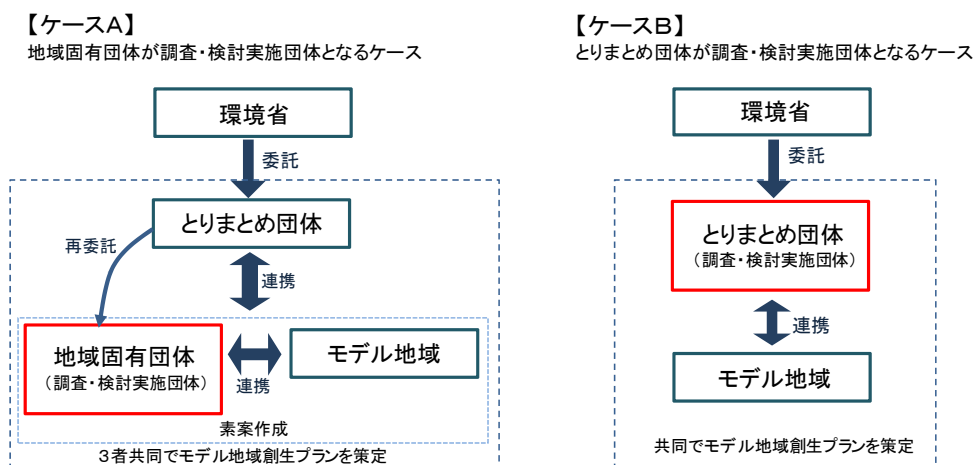 【ケースA】
地域固有団体が調査・検討実施団体となるケース
環境省
委託
とりまとめ団体
再委託
連携
地域固有団体
（調査・検討実施団体）
連携
モデル地域
素案作成
３者共同でモデル地域創生プランを策定
【ケースB】
とりまとめ団体が調査・検討実施団体となるケース
環境省
委託
とりまとめ団体
（調査・検討実施団体）
連携
モデル地域
共同でモデル地域創生プランを策定